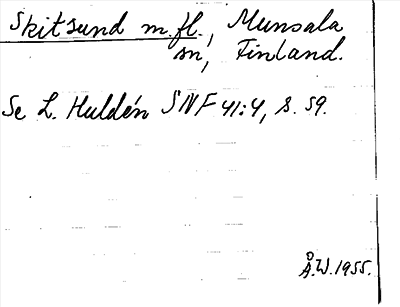 Skitsund m.fl., Munsala
sn, Finland.
Se L. Huldén SNF 41:4, s. 59.
Å.W. 1955.